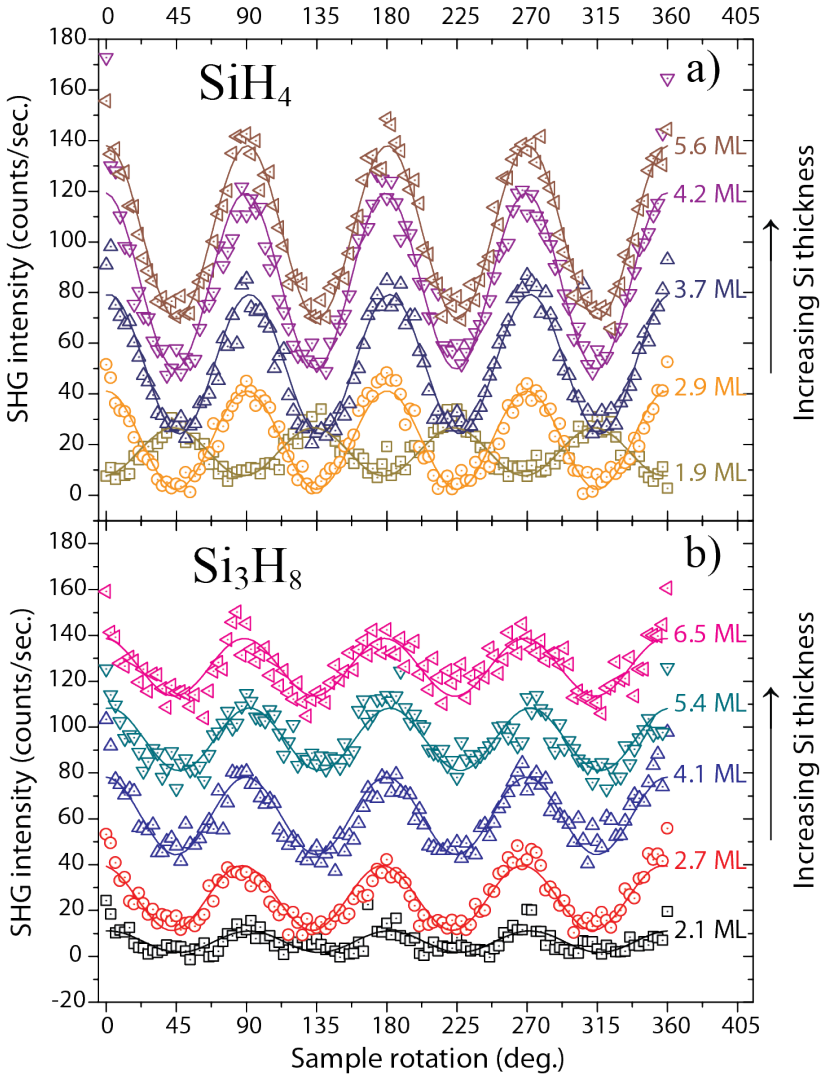 0 45 90 135 180 225 270 315 360 405
180
160
140
120
100
80
60
40
20
0
SHG intensity (counts/sec.)
SiH4
a)
5.6 ML
4.2 ML
3.7 ML
2.9 ML
1.9 ML
Increasing Si thickness
180
160
140
120
100
80
60
40
20
0
-20
SHG intensity (counts/sec.)
Si3H8
b)
6.5 ML
5.4 ML
4.1 ML
2.7 ML
2.1 ML
Increasing Si thickness
0 45 90 135 180 225 270 315 360 405
Sample rotation (deg.)